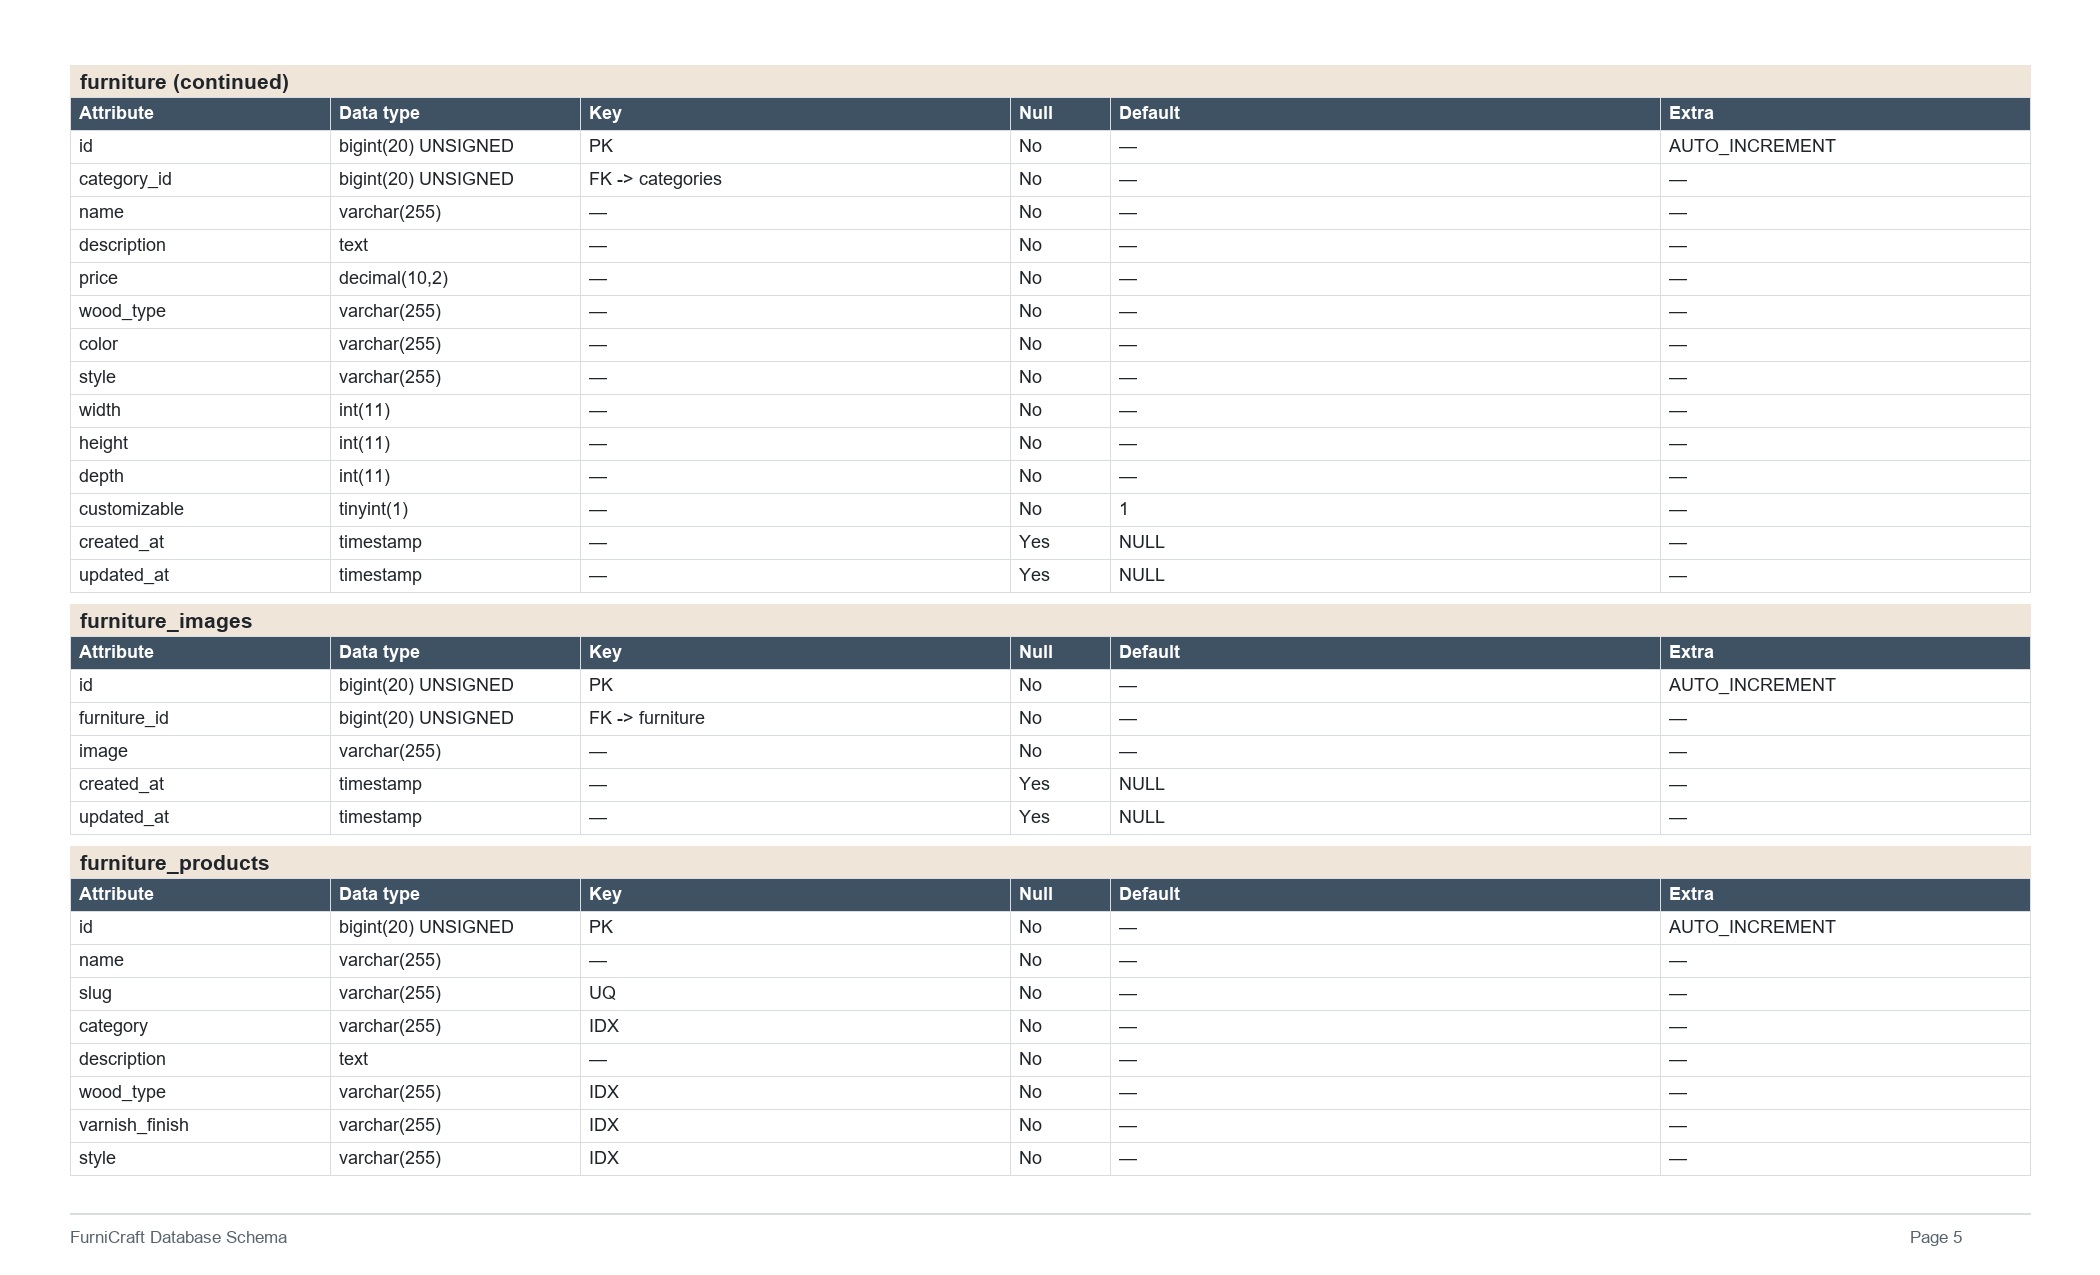 furniture (continued)
Attribute Data type Key Null Default Extra
id bigint(20) UNSIGNED PK No — AUTO_INCREMENT
category_id bigint(20) UNSIGNED FK -> categories No — —
name varchar(255) — No — —
description text — No — —
price decimal(10,2) — No — —
wood_type varchar(255) — No — —
color varchar(255) — No — —
style varchar(255) — No — —
width int(11) — No — —
height int(11) — No — —
depth int(11) — No — —
customizable tinyint(1) — No 1 —
created_at timestamp — Yes NULL —
updated_at timestamp — Yes NULL —
furniture_images
Attribute Data type Key Null Default Extra
id bigint(20) UNSIGNED PK No — AUTO_INCREMENT
furniture_id bigint(20) UNSIGNED FK -> furniture No — —
image varchar(255) — No — —
created_at timestamp — Yes NULL —
updated_at timestamp — Yes NULL —
furniture_products
Attribute Data type Key Null Default Extra
id bigint(20) UNSIGNED PK No — AUTO_INCREMENT
name varchar(255) — No — —
slug varchar(255) UQ No — —
category varchar(255) IDX No — —
description text — No — —
wood_type varchar(255) IDX No — —
varnish_finish varchar(255) IDX No — —
style varchar(255) IDX No — —
FurniCraft Database Schema Page 5